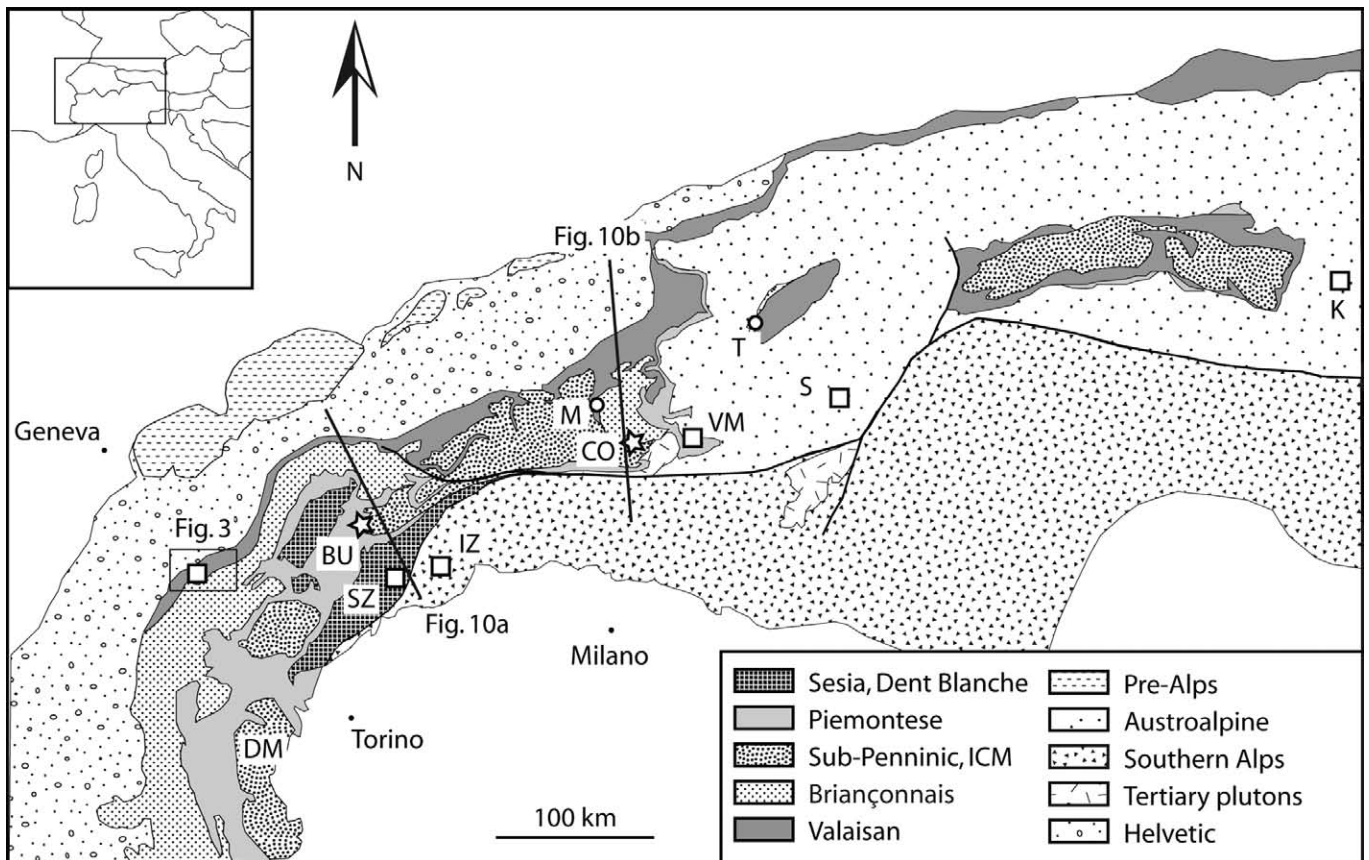 N
Fig. 10b
T
K
S
M
VM
CO
Geneva
Fig. 3
BU
IZ
SZ
Fig. 10a
Milano
Torino
DM
100 km
Sesia, Dent Blanche
Piemontese
Sub-Penninic, ICM
Briançonnais
Valaisan
Pre-Alps
Austroalpine
Southern Alps
Tertiary plutons
Helvetic